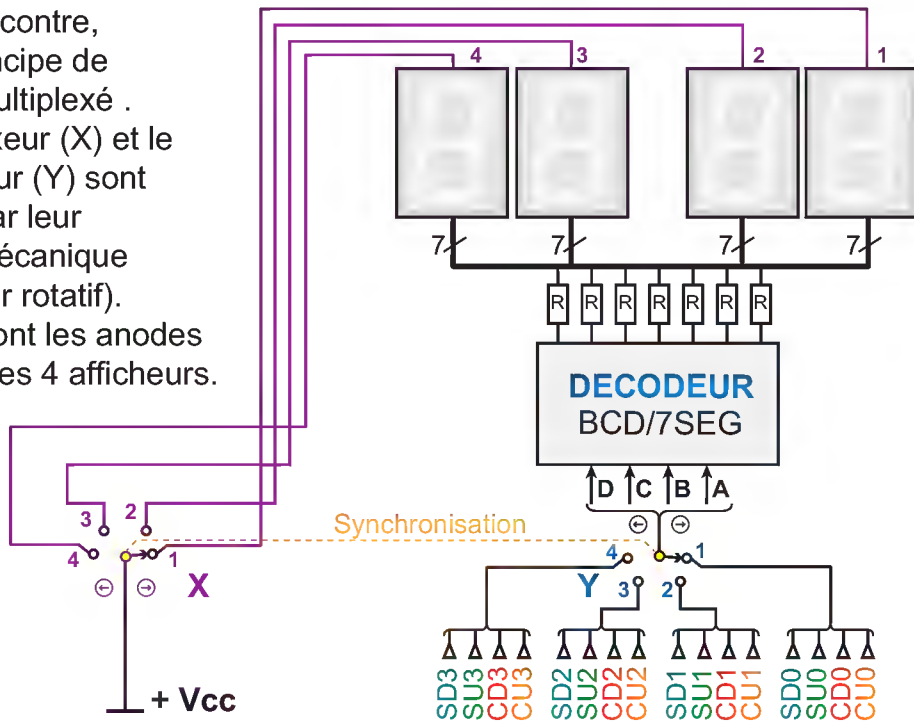 contre,
ncipe de
ultiplexé .
xeur (X) et le
ur (Y) sont
ar leur
écanique
r rotatif).
ont les anodes
es 4 afficheurs.
4 3 2 1
7 7 7 7
R R R R R R R
DECODEUR
BCD/7SEG
D C B A
Synchronisation
3 2
4 1
X
+ Vcc
4 1
Y 3 2
SD3 SU3 CD3 CU3 SD2 SU2 CD2 CU2 SD1 SU1 CD1 CU1 SD0 SU0 CD0 CU0